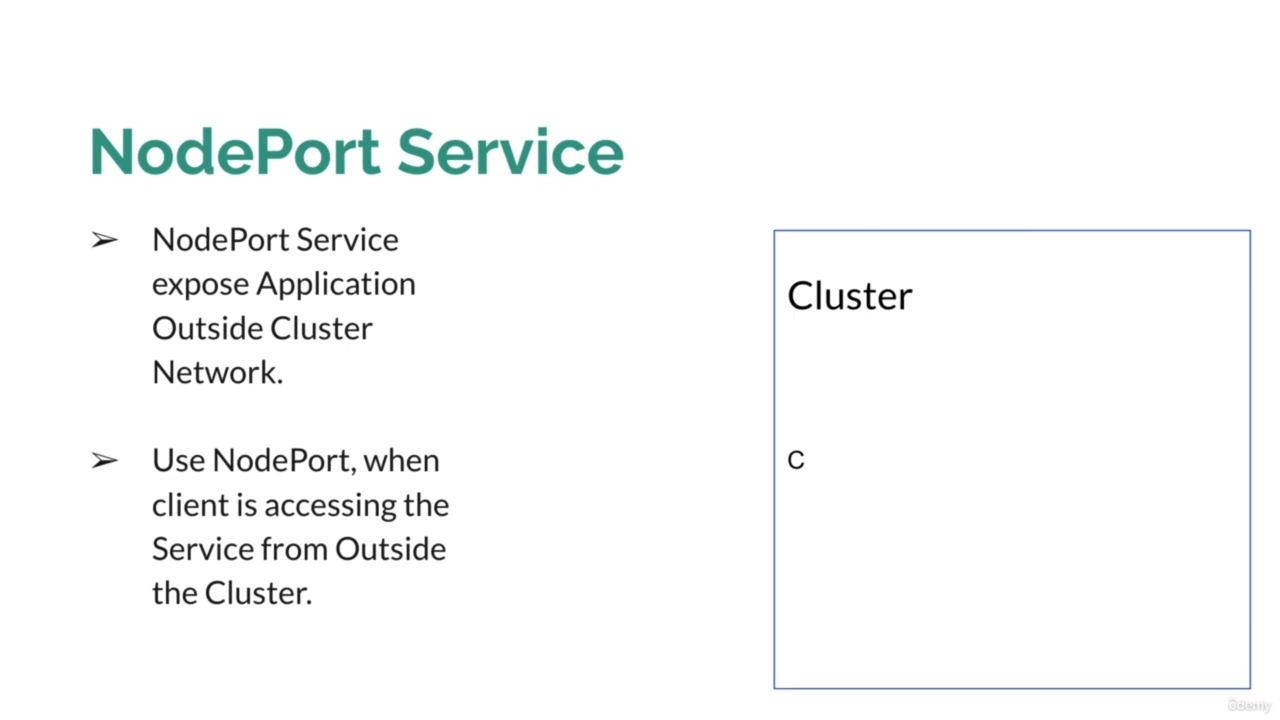 NodePort Service
➢ NodePort Service
expose Application
Outside Cluster
Network.
➢ Use NodePort, when
client is accessing the
Service from Outside
the Cluster.
Cluster
C
ûdemy